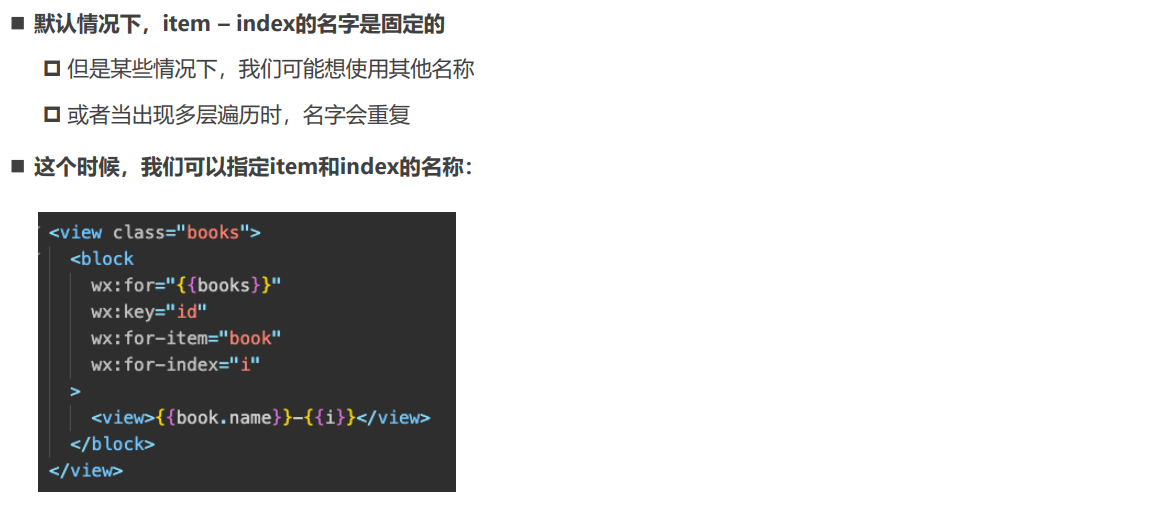 ■ 默认情况下，item – index的名字是固定的
但是某些情况下，我们可能想使用其他名称
或者当出现多层遍历时，名字会重复
■ 这个时候，我们可以指定item和index的名称：
<view class="books">
  <block
    wx:for="{{books}}"
    wx:key="id"
    wx:for-item="book"
    wx:for-index="i"
  >
    <view>{{book.name}}-{{i}}</view>
  </block>
</view>